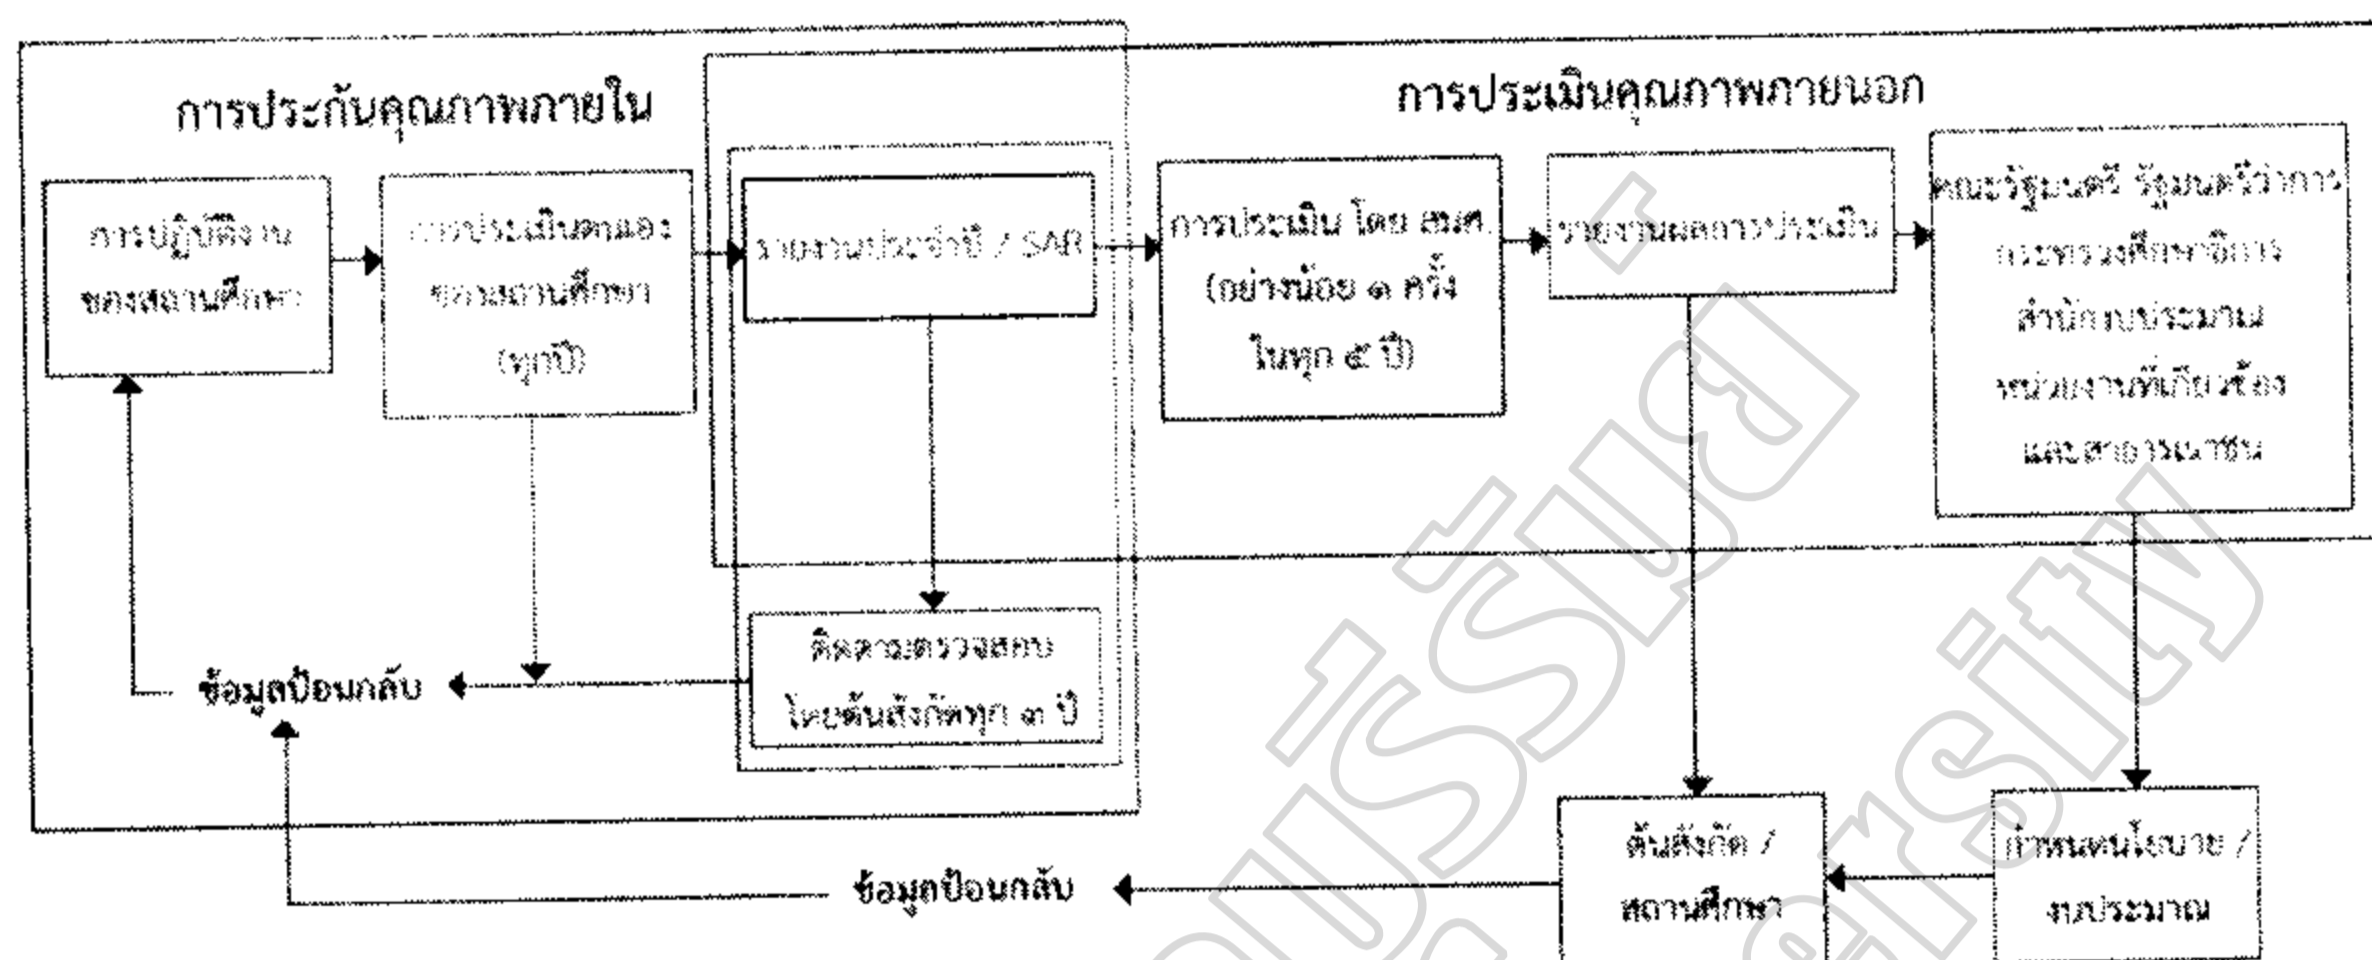 การประกันคุณภาพภายใน
การประเมินคุณภาพภายนอก
การปฏิบัติงาน
ของสถานศึกษา
การประเมินตนเอง
ของสถานศึกษา
(ทุกปี)
รายงานประจำปี / SAR
การประเมิน โดย สมศ.
(อย่างน้อย ๑ ครั้ง
ในทุก ๕ ปี)
รายงานผลการประเมิน
คณะรัฐมนตรี รัฐมนตรีว่าการ
กระทรวงศึกษาธิการ
สำนักงบประมาณ
หน่วยงานที่เกี่ยวข้อง
และสาธารณาชน
ติดตามตรวจสอบ
โดยต้นสังกัดทุก ๓ ปี
ข้อมูลป้อนกลับ
ต้นสังกัด /
สถานศึกษา
กำหนดนโยบาย /
งบประมาณ
ข้อมูลป้อนกลับ